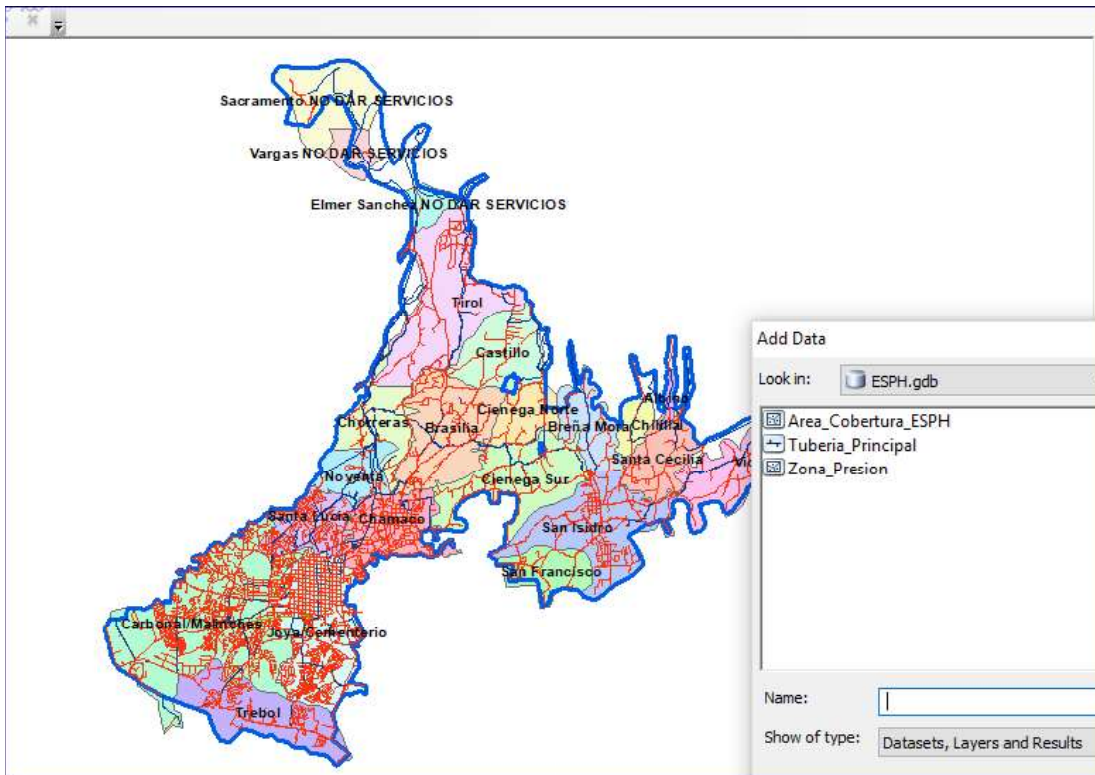 Sacramento NO DAR SERVICIOS
Vargas NO DAR SERVICIOS
Elmer Sanchez NO DAR SERVICIOS
Tirol
Castillo
Cienega Norte
Chorreras
Brasilia
Breña Mora
Chilillal
Santa Cecilia
Noventa
Cienega Sur
Santa Lucia
Chamaco
San Isidro
San Francisco
Carbonal/Malinches
Joya/Cementerio
Trebol
Add Data
Look in:
ESPH.gdb
Area_Cobertura_ESPH
Tuberia_Principal
Zona_Presion
Name:
Show of type:
Datasets, Layers and Results